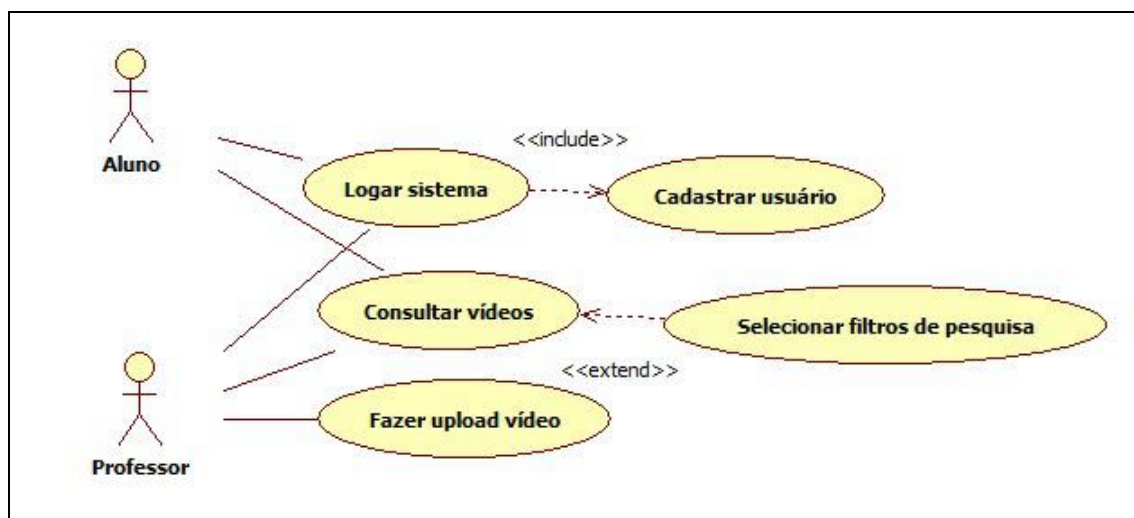 Aluno
<<include>>
Logar sistema
Cadastrar usuário
Consultar vídeos
Selecionar filtros de pesquisa
<<extend>>
Fazer upload vídeo
Professor